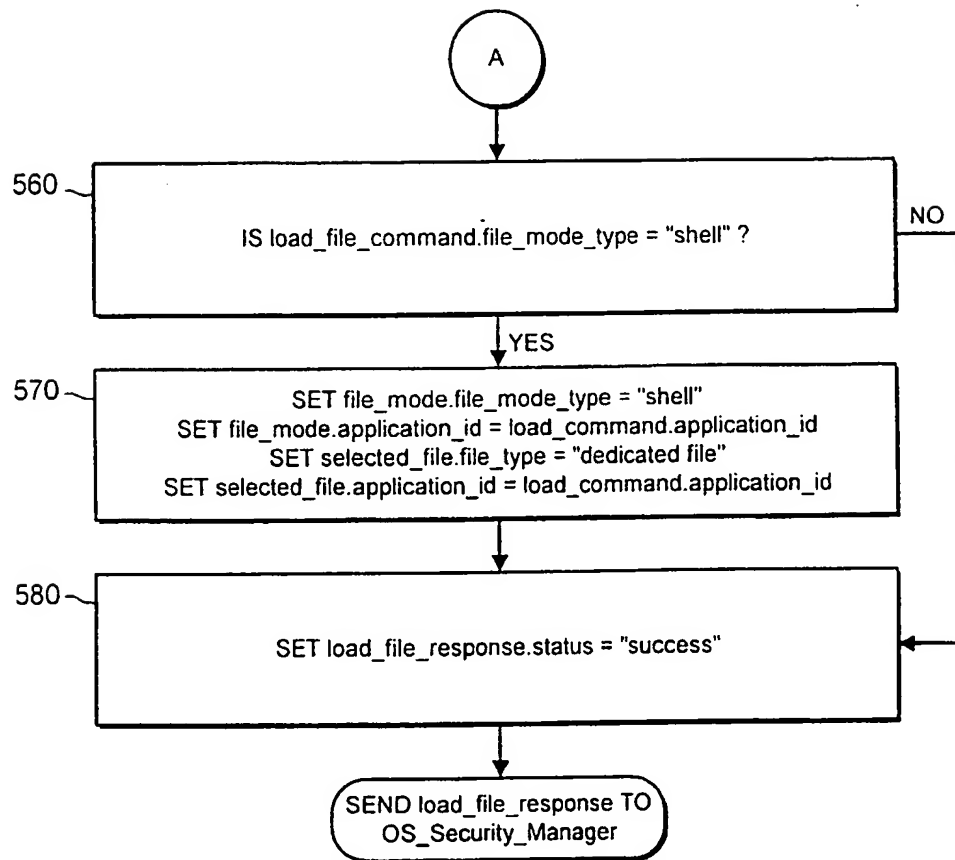 A
560
IS load_file_command.file_mode_type = "shell" ?
NO
YES
570
SET file_mode.file_mode_type = "shell"
SET file_mode.application_id = load_command.application_id
SET selected_file.file_type = "dedicated file"
SET selected_file.application_id = load_command.application_id
580
SET load_file_response.status = "success"
SEND load_file_response TO
OS_Security_Manager